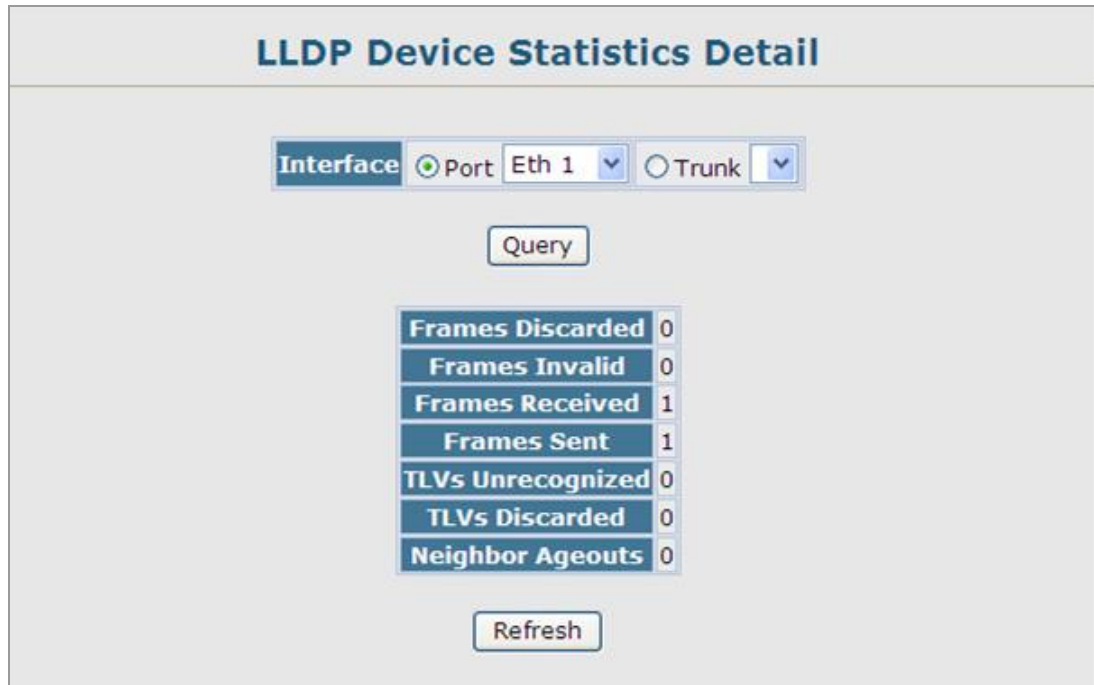 LLDP Device Statistics Detail
Interface Port Eth 1 Trunk
Query
Frames Discarded 0
Frames Invalid 0
Frames Received 1
Frames Sent 1
TLVs Unrecognized 0
TLVs Discarded 0
Neighbor Ageouts 0
Refresh